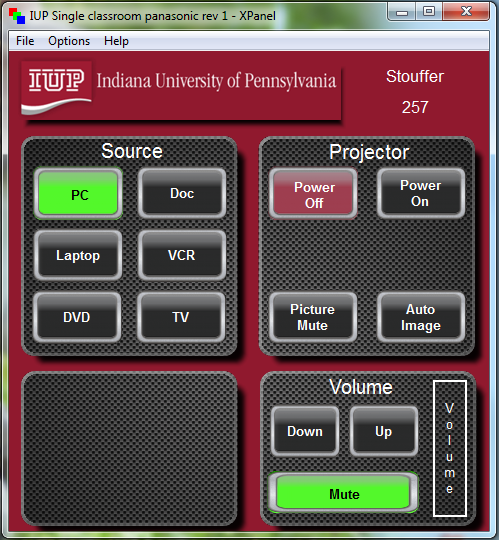 IUP Single classroom panasonic rev 1 - XPanel
File Options Help
IUP Indiana University of Pennsylvania
Stouffer
257
Source
PC
Doc
Laptop
VCR
DVD
TV
Projector
Power
Off
Power
On
Picture
Mute
Auto
Image
Volume
Down
Up
Mute
Volume